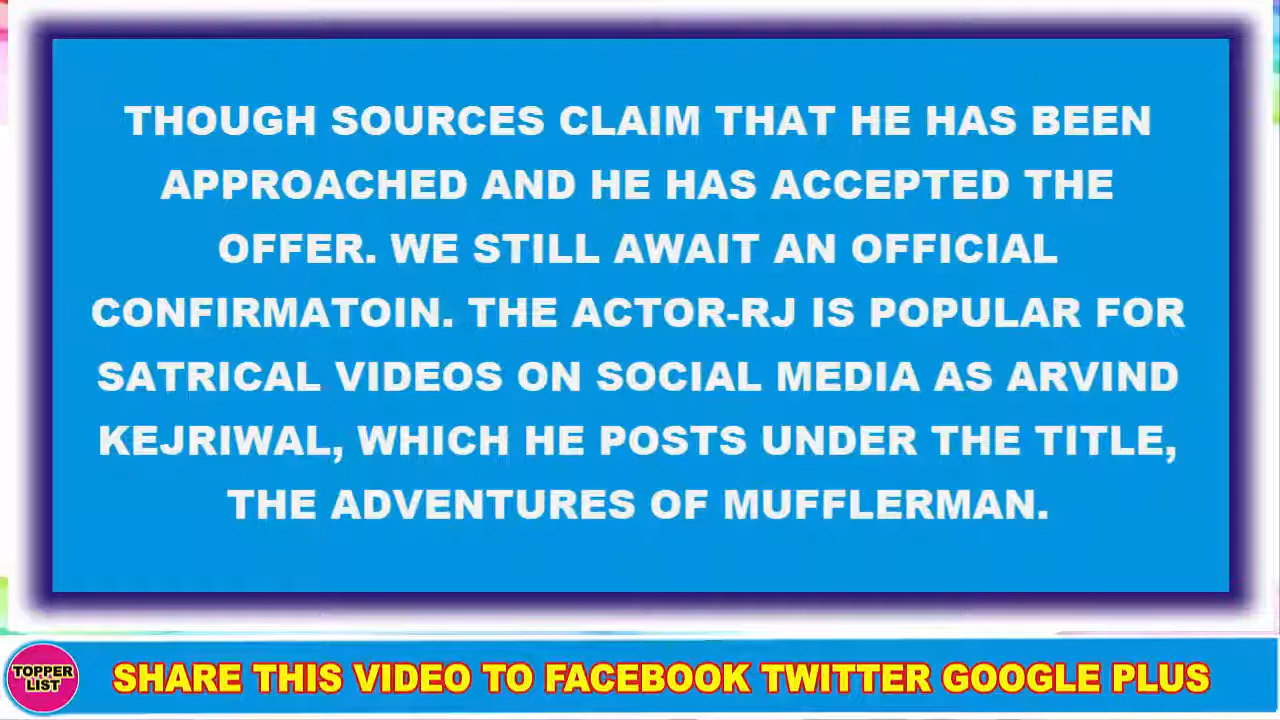 THOUGH SOURCES CLAIM THAT HE HAS BEEN
APPROACHED AND HE HAS ACCEPTED THE
OFFER. WE STILL AWAIT AN OFFICIAL
CONFIRMATOIN. THE ACTOR-RJ IS POPULAR FOR
SATRICAL VIDEOS ON SOCIAL MEDIA AS ARVIND
KEJRIWAL, WHICH HE POSTS UNDER THE TITLE,
THE ADVENTURES OF MUFFLERMAN.
TOPPER
LIST
SHARE THIS VIDEO TO FACEBOOK TWITTER GOOGLE PLUS